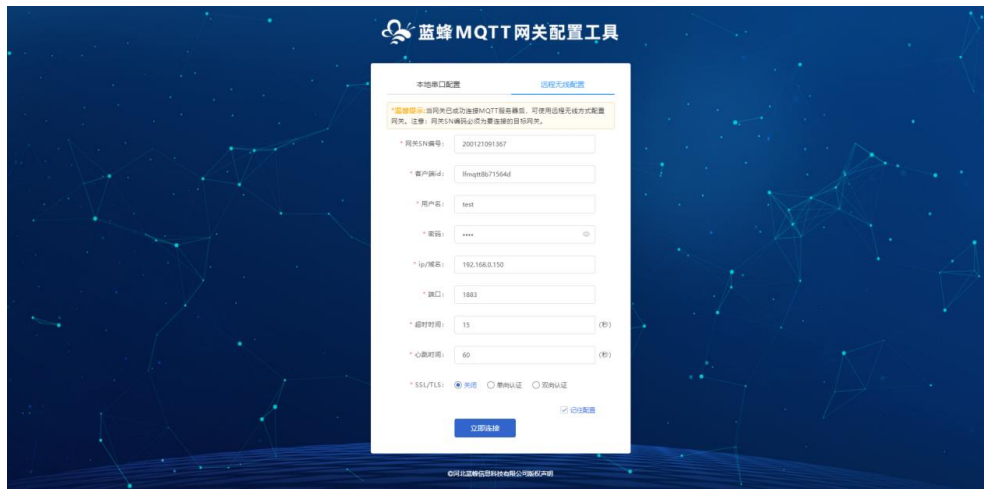 蓝蜂MQTT网关配置工具
本地串口配置
远程无线配置
*温馨提示:当网关已成功连接MQTT服务器后，可使用远程无线方式配置
网关。注意：网关SN编码必须为要连接的目标网关。
* 网关SN编号： 200121091367
* 客户端id： lfmqtt8b71564d
* 用户名： test
* 密码： ••••
* ip/域名： 192.168.0.150
* 端口： 1883
* 超时时间： 15 (秒)
* 心跳时间： 60 (秒)
* SSL/TLS： 关闭 单向认证 双向认证
记住配置
立即连接
©河北蓝蜂信息科技有限公司版权声明